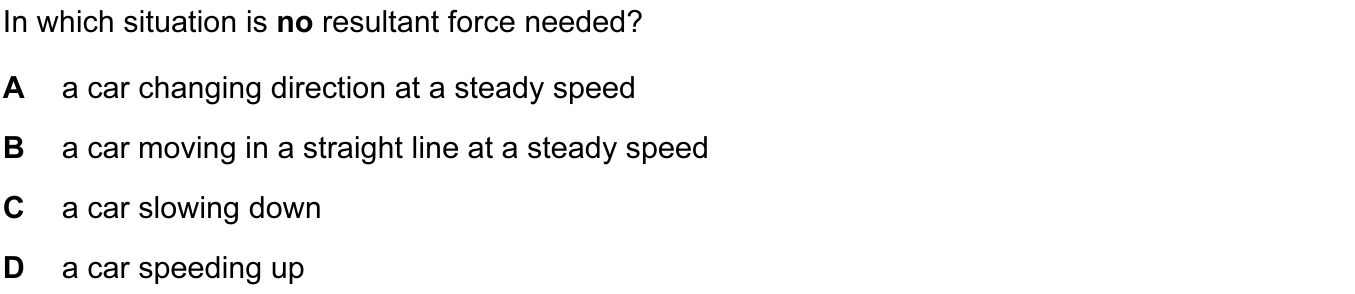 In which situation is no resultant force needed?
A a car changing direction at a steady speed
B a car moving in a straight line at a steady speed
C a car slowing down
D a car speeding up